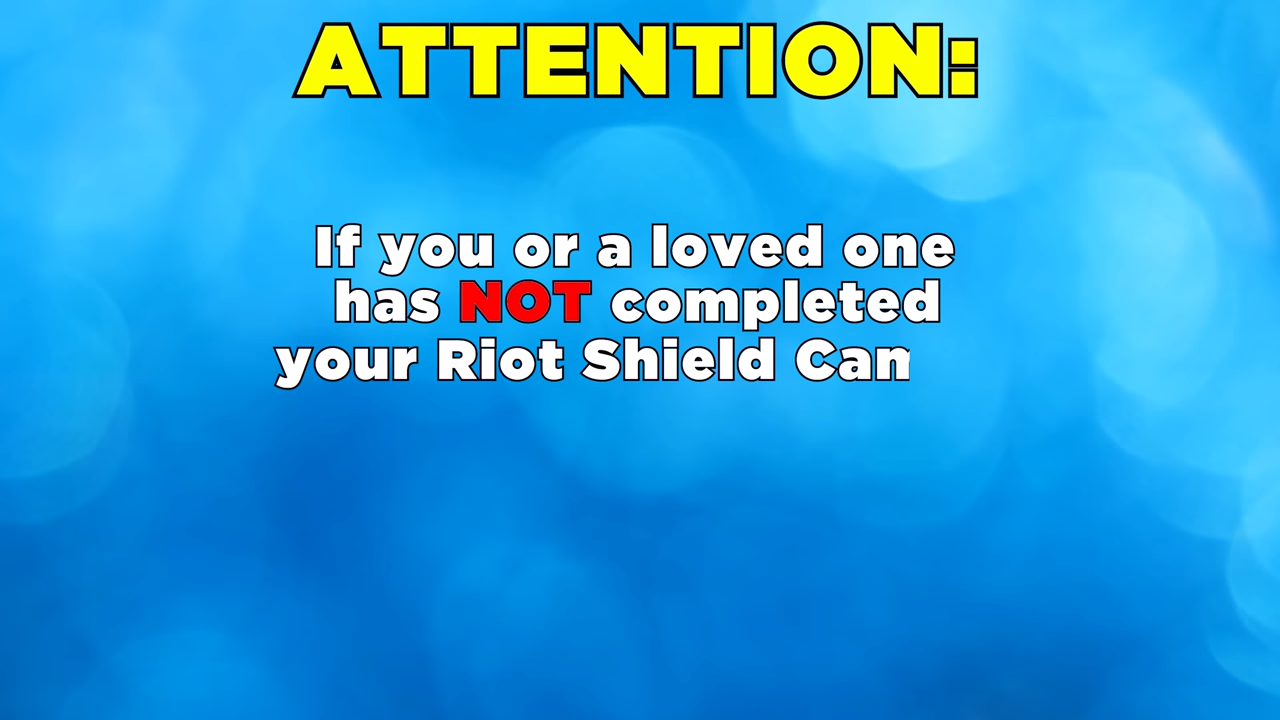 ATTENTION:
If you or a loved one
has NOT completed
your Riot Shield Can